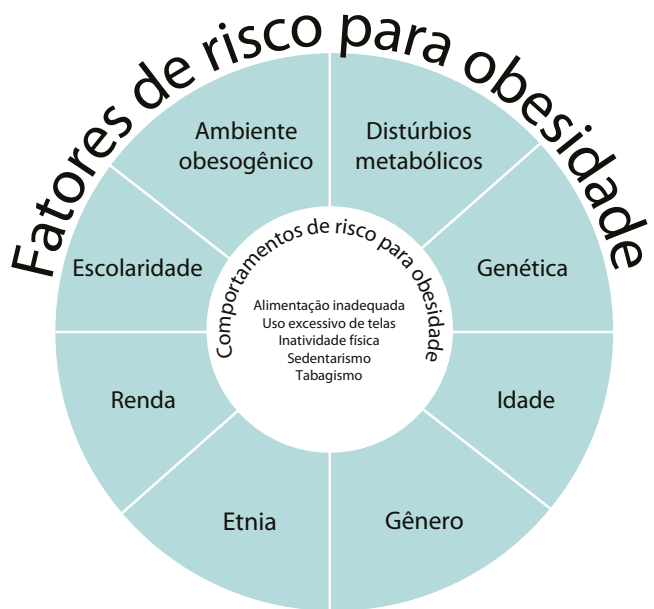 Fatores de risco para obesidade
Ambiente
obesogênico
Distúrbios
metabólicos
Escolaridade
Genética
Comportamentos de risco para obesidade
Alimentação inadequada
Uso excessivo de telas
Inatividade física
Sedentarismo
Tabagismo
Renda
Idade
Etnia
Gênero